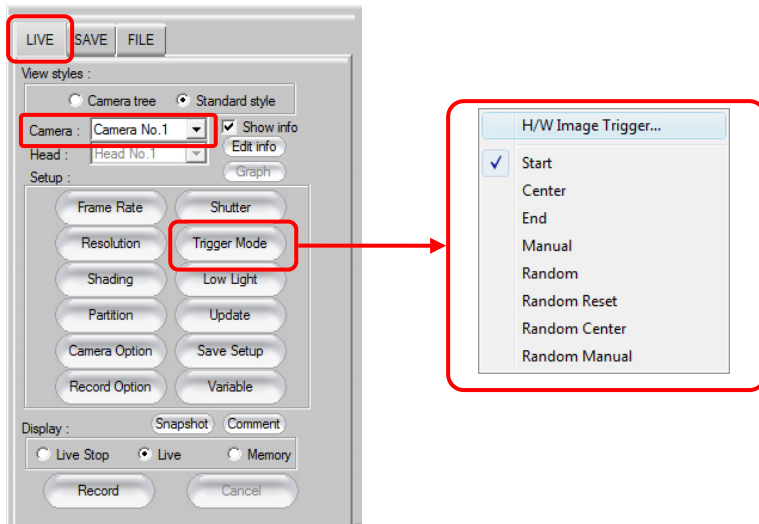 LIVE SAVE FILE
View styles :
Camera tree Standard style
Camera : Camera No.1 Show info
Head : Head No.1 Edit info
Setup : Graph
Frame Rate Shutter
Resolution Trigger Mode
Shading Low Light
Partition Update
Camera Option Save Setup
Record Option Variable
Display : Snapshot Comment
Live Stop Live Memory
Record Cancel
H/W Image Trigger...
Start
Center
End
Manual
Random
Random Reset
Random Center
Random Manual